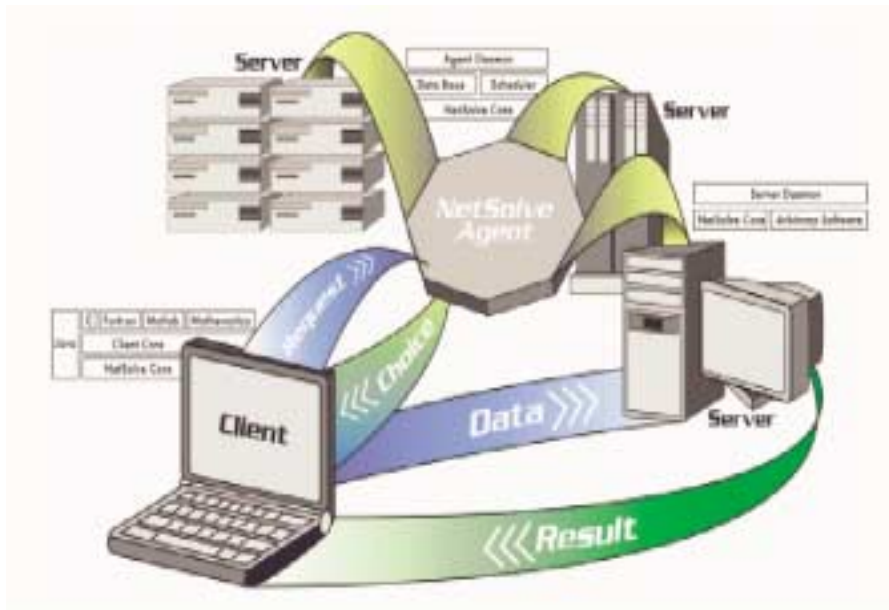 Server
Agent Daemon
Data Base Scheduler
NetSolve Core
Server
Server Daemon
NetSolve Core Arbitrary Software
NetSolve
Agent
Request >>>
<<< Choice
C Fortran Matlab Mathematica
Java Client Core
NetSolve Core
Client
Data >>>
Server
<<< Result